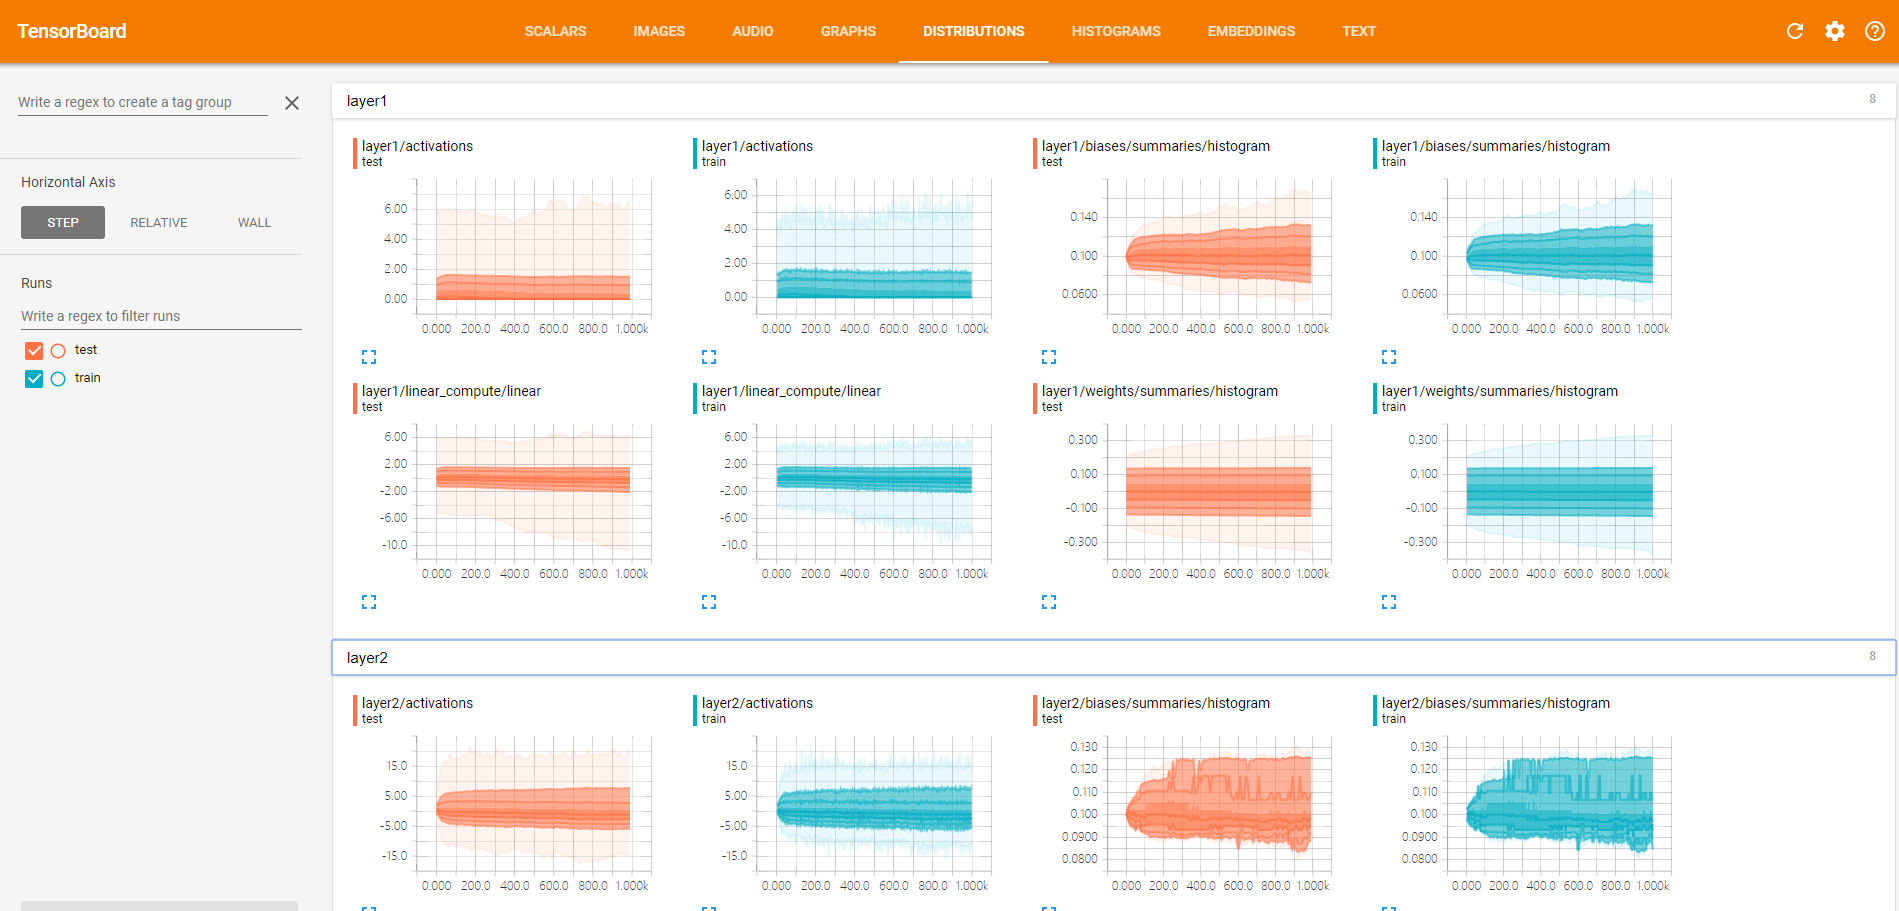 TensorBoard
SCALARS IMAGES AUDIO GRAPHS DISTRIBUTIONS HISTOGRAMS EMBEDDINGS TEXT
Write a regex to create a tag group
Horizontal Axis
STEP RELATIVE WALL
Runs
Write a regex to filter runs
test
train
layer1 8
layer1/activations
test
6.00
4.00
2.00
0.00
0.000 200.0 400.0 600.0 800.0 1.000k
layer1/activations
train
6.00
4.00
2.00
0.00
0.000 200.0 400.0 600.0 800.0 1.000k
layer1/biases/summaries/histogram
test
0.140
0.100
0.0600
0.000 200.0 400.0 600.0 800.0 1.000k
layer1/biases/summaries/histogram
train
0.140
0.100
0.0600
0.000 200.0 400.0 600.0 800.0 1.000k
layer1/linear_compute/linear
test
6.00
2.00
-2.00
-6.00
-10.0
0.000 200.0 400.0 600.0 800.0 1.000k
layer1/linear_compute/linear
train
6.00
2.00
-2.00
-6.00
-10.0
0.000 200.0 400.0 600.0 800.0 1.000k
layer1/weights/summaries/histogram
test
0.300
0.100
-0.100
-0.300
0.000 200.0 400.0 600.0 800.0 1.000k
layer1/weights/summaries/histogram
train
0.300
0.100
-0.100
-0.300
0.000 200.0 400.0 600.0 800.0 1.000k
layer2 8
layer2/activations
test
15.0
5.00
-5.00
-15.0
0.000 200.0 400.0 600.0 800.0 1.000k
layer2/activations
train
15.0
5.00
-5.00
-15.0
0.000 200.0 400.0 600.0 800.0 1.000k
layer2/biases/summaries/histogram
test
0.130
0.120
0.110
0.100
0.0900
0.0800
0.000 200.0 400.0 600.0 800.0 1.000k
layer2/biases/summaries/histogram
train
0.130
0.120
0.110
0.100
0.0900
0.0800
0.000 200.0 400.0 600.0 800.0 1.000k